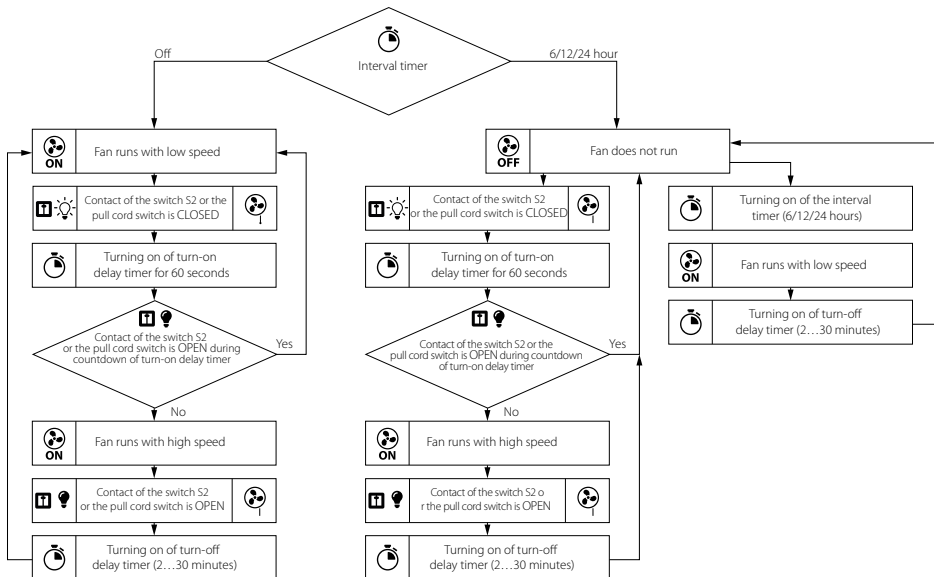 Interval timer
Off
6/12/24 hour
ON
Fan runs with low speed
Contact of the switch S2 or the
pull cord switch is CLOSED
Turning on of turn-on
delay timer for 60 seconds
Contact of the switch S2
or the pull cord switch is OPEN during
countdown of turn-on delay timer
Yes
No
ON
Fan runs with high speed
Contact of the switch S2
or the pull cord switch is OPEN
Turning on of turn-off
delay timer (2...30 minutes)
OFF
Fan does not run
Contact of the switch S2
or the pull cord switch is CLOSED
Turning on of turn-on
delay timer for 60 seconds
Contact of the switch S2 or the
pull cord switch is OPEN during countdown
of turn-on delay timer
Yes
No
ON
Fan runs with high speed
Contact of the switch S2 o
r the pull cord switch is OPEN
Turning on of turn-off
delay timer (2...30 minutes)
Turning on of the interval
timer (6/12/24 hours)
ON
Fan runs with low speed
Turning on of turn-off
delay timer (2...30 minutes)